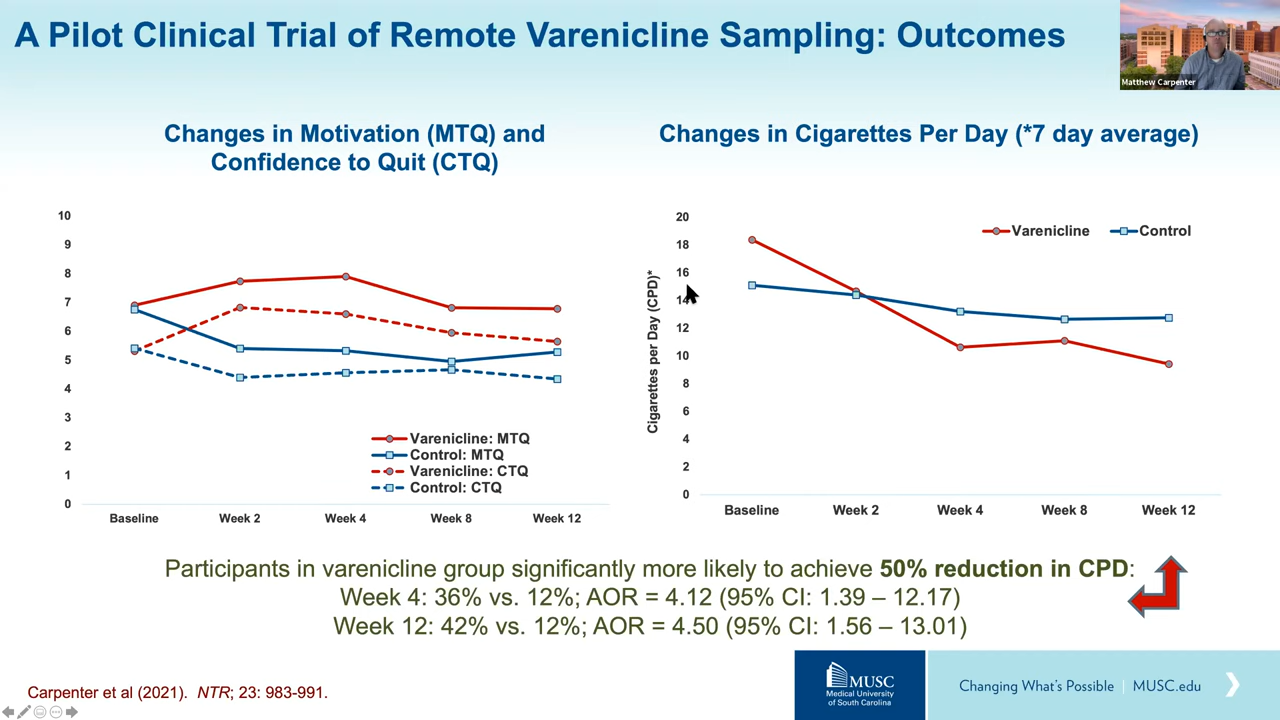 A Pilot Clinical Trial of Remote Varenicline Sampling: Outcomes
Matthew Carpenter
Changes in Motivation (MTQ) and
Confidence to Quit (CTQ)
10
9
8
7
6
5
4
3
2
1
0
Varenicline: MTQ
Control: MTQ
Varenicline: CTQ
Control: CTQ
Baseline Week 2 Week 4 Week 8 Week 12
Changes in Cigarettes Per Day (*7 day average)
Cigarettes per Day (CPD)*
20
18
16
14
12
10
8
6
4
2
0
Varenicline Control
Baseline Week 2 Week 4 Week 8 Week 12
Participants in varenicline group significantly more likely to achieve 50% reduction in CPD:
Week 4: 36% vs. 12%; AOR = 4.12 (95% CI: 1.39 – 12.17)
Week 12: 42% vs. 12%; AOR = 4.50 (95% CI: 1.56 – 13.01)
Carpenter et al (2021). NTR; 23: 983-991.
MUSC
Medical University
of South Carolina
Changing What's Possible | MUSC.edu